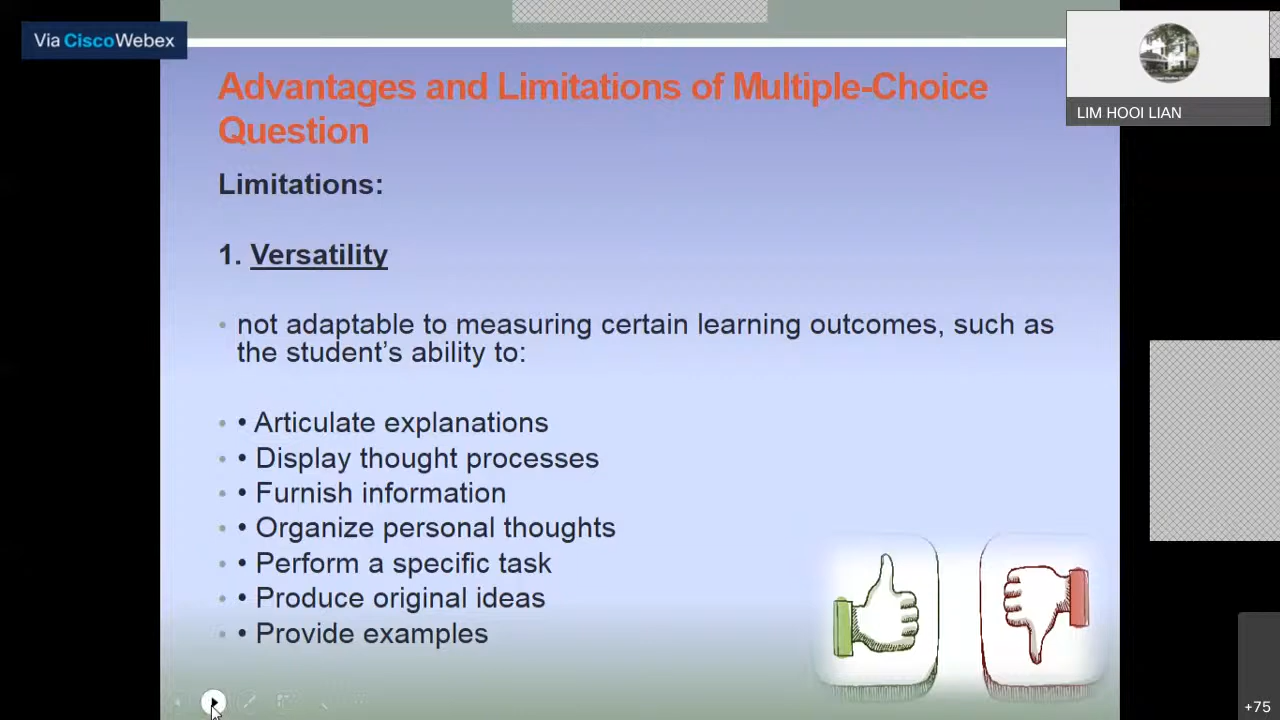 Via Cisco Webex
LIM HOOI LIAN
Advantages and Limitations of Multiple-Choice
Question
Limitations:
1. Versatility
• not adaptable to measuring certain learning outcomes, such as
the student’s ability to:
• • Articulate explanations
• • Display thought processes
• • Furnish information
• • Organize personal thoughts
• • Perform a specific task
• • Produce original ideas
• • Provide examples
+75